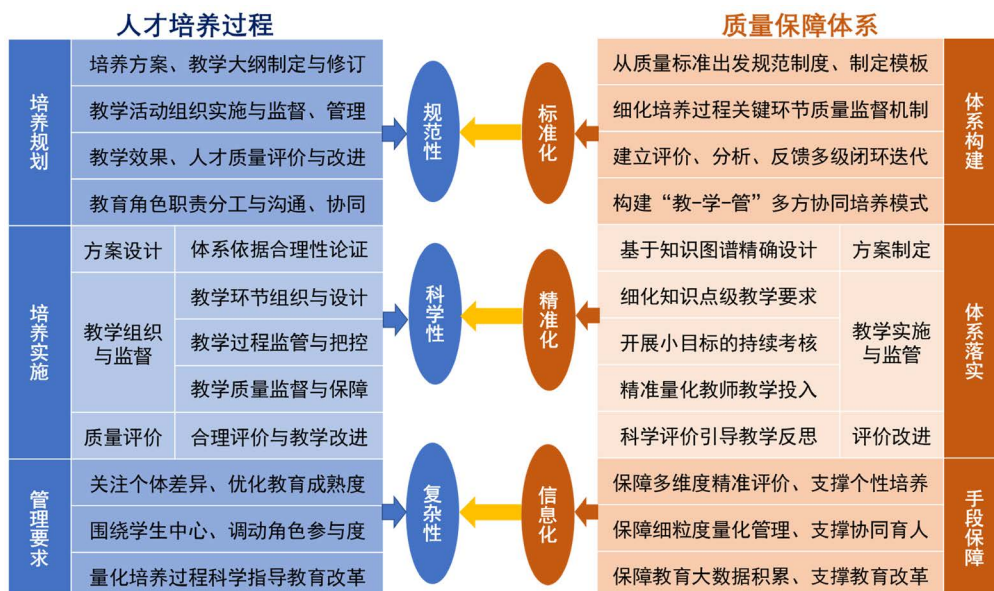 人才培养过程
培养规划
培养方案、教学大纲制定与修订
教学活动组织实施与监督、管理
教学效果、人才质量评价与改进
教育角色职责分工与沟通、协同
培养实施
方案设计
体系依据合理性论证
教学组织
与监督
教学环节组织与设计
教学过程监管与把控
教学质量监督与保障
质量评价
合理评价与教学改进
管理要求
关注个体差异、优化教育成熟度
围绕学生中心、调动角色参与度
量化培养过程科学指导教育改革
规范性
科学性
复杂性
标准化
精准化
信息化
质量保障体系
从质量标准出发规范制度、制定模板
细化培养过程关键环节质量监督机制
建立评价、分析、反馈多级闭环迭代
构建“教-学-管”多方协同培养模式
体系构建
基于知识图谱精确设计
方案制定
细化知识点级教学要求
开展小目标的持续考核
精准量化教师教学投入
教学实施
与监管
科学评价引导教学反思
评价改进
体系落实
保障多维度精准评价、支撑个性培养
保障细粒度量化管理、支撑协同育人
保障教育大数据积累、支撑教育改革
手段保障